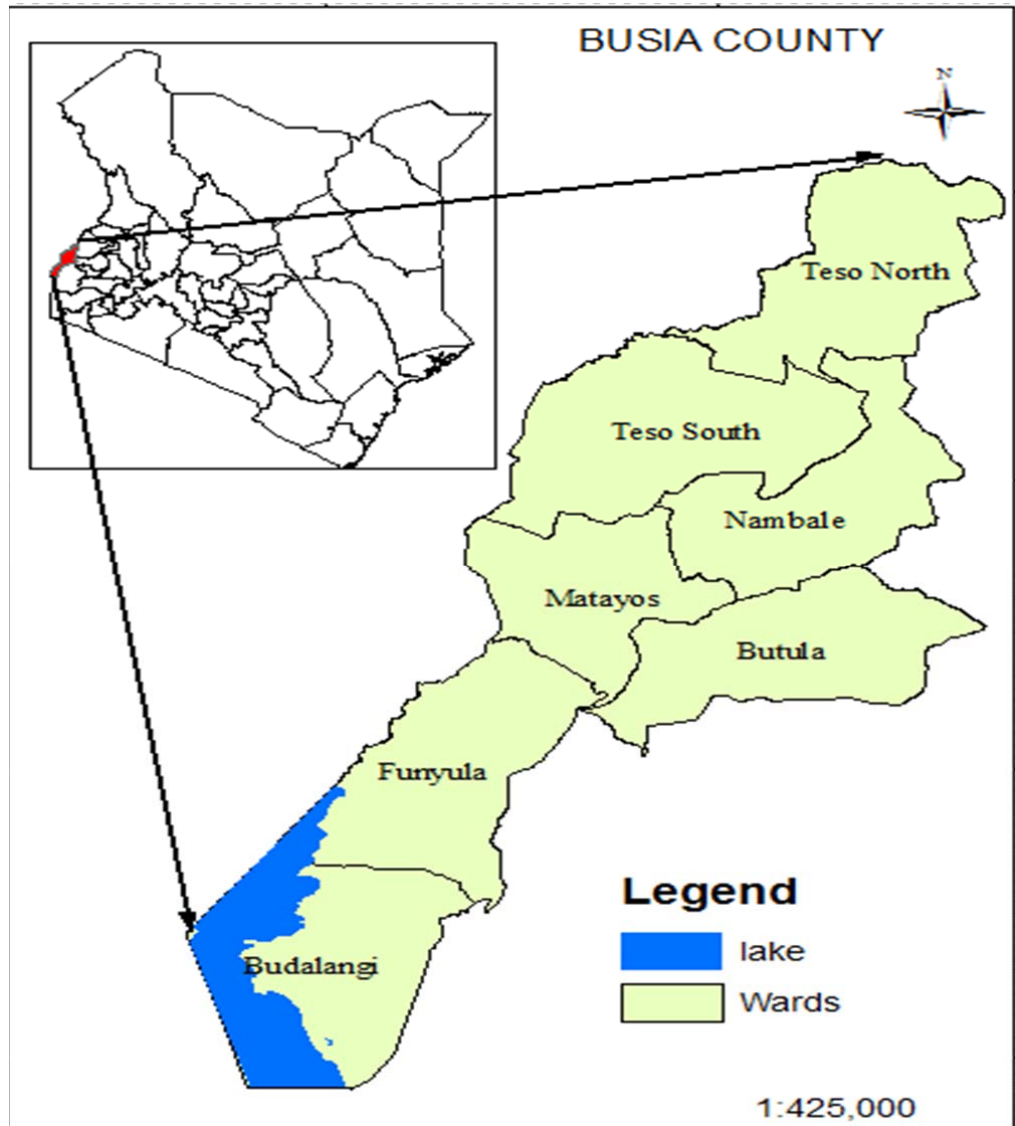 BUSIA COUNTY
N
Teso North
Teso South
Nambale
Matayos
Butula
Funyula
Budalangi
Legend
lake
Wards
1:425,000